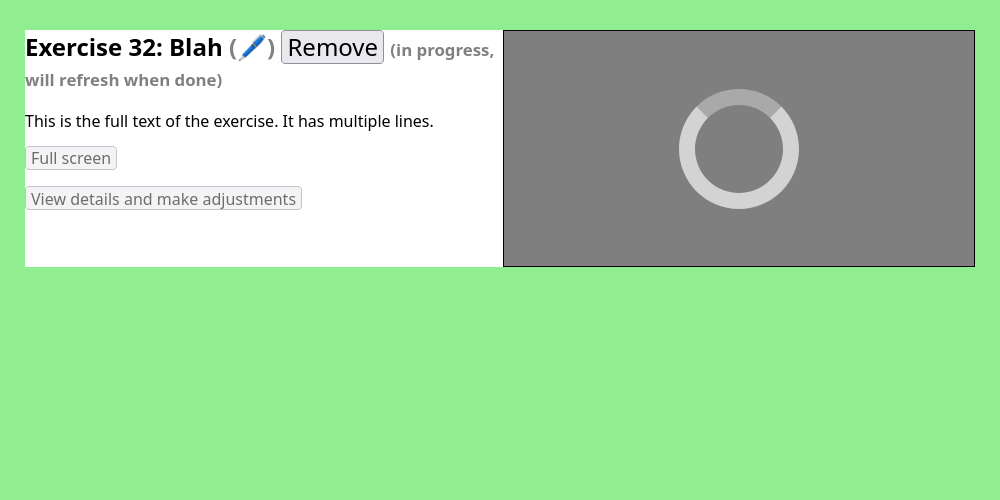 Exercise 32: Blah (🖊️) Remove (in progress,
will refresh when done)
This is the full text of the exercise. It has multiple lines.
Full screen
View details and make adjustments